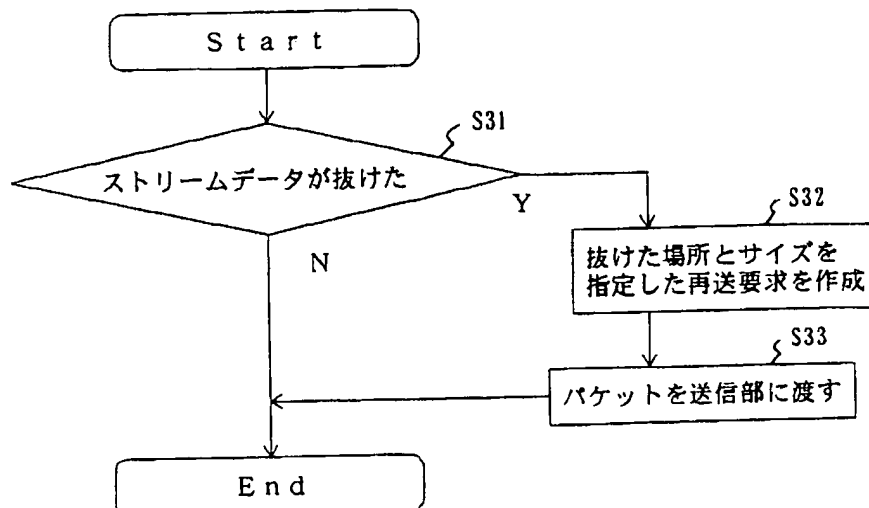 Start
S31
ストリームデータが抜けた
Y
N
S32
抜けた場所とサイズを
指定した再送要求を作成
S33
パケットを送信部に渡す
End